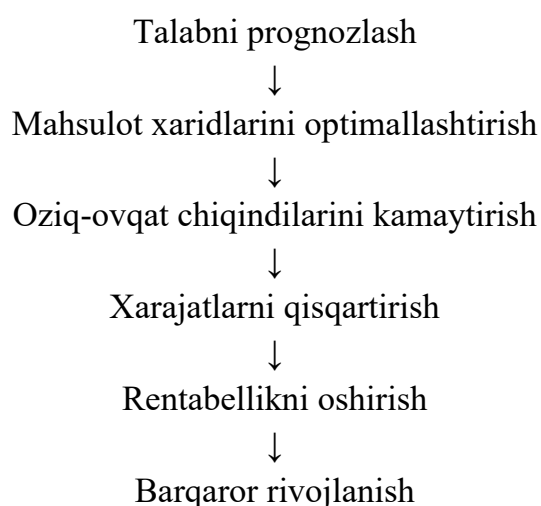 Talabni prognozlash
↓
Mahsulot xaridlarini optimallashtirish
↓
Oziq-ovqat chiqindilarini kamaytirish
↓
Xarajatlarni qisqartirish
↓
Rentabellikni oshirish
↓
Barqaror rivojlanish